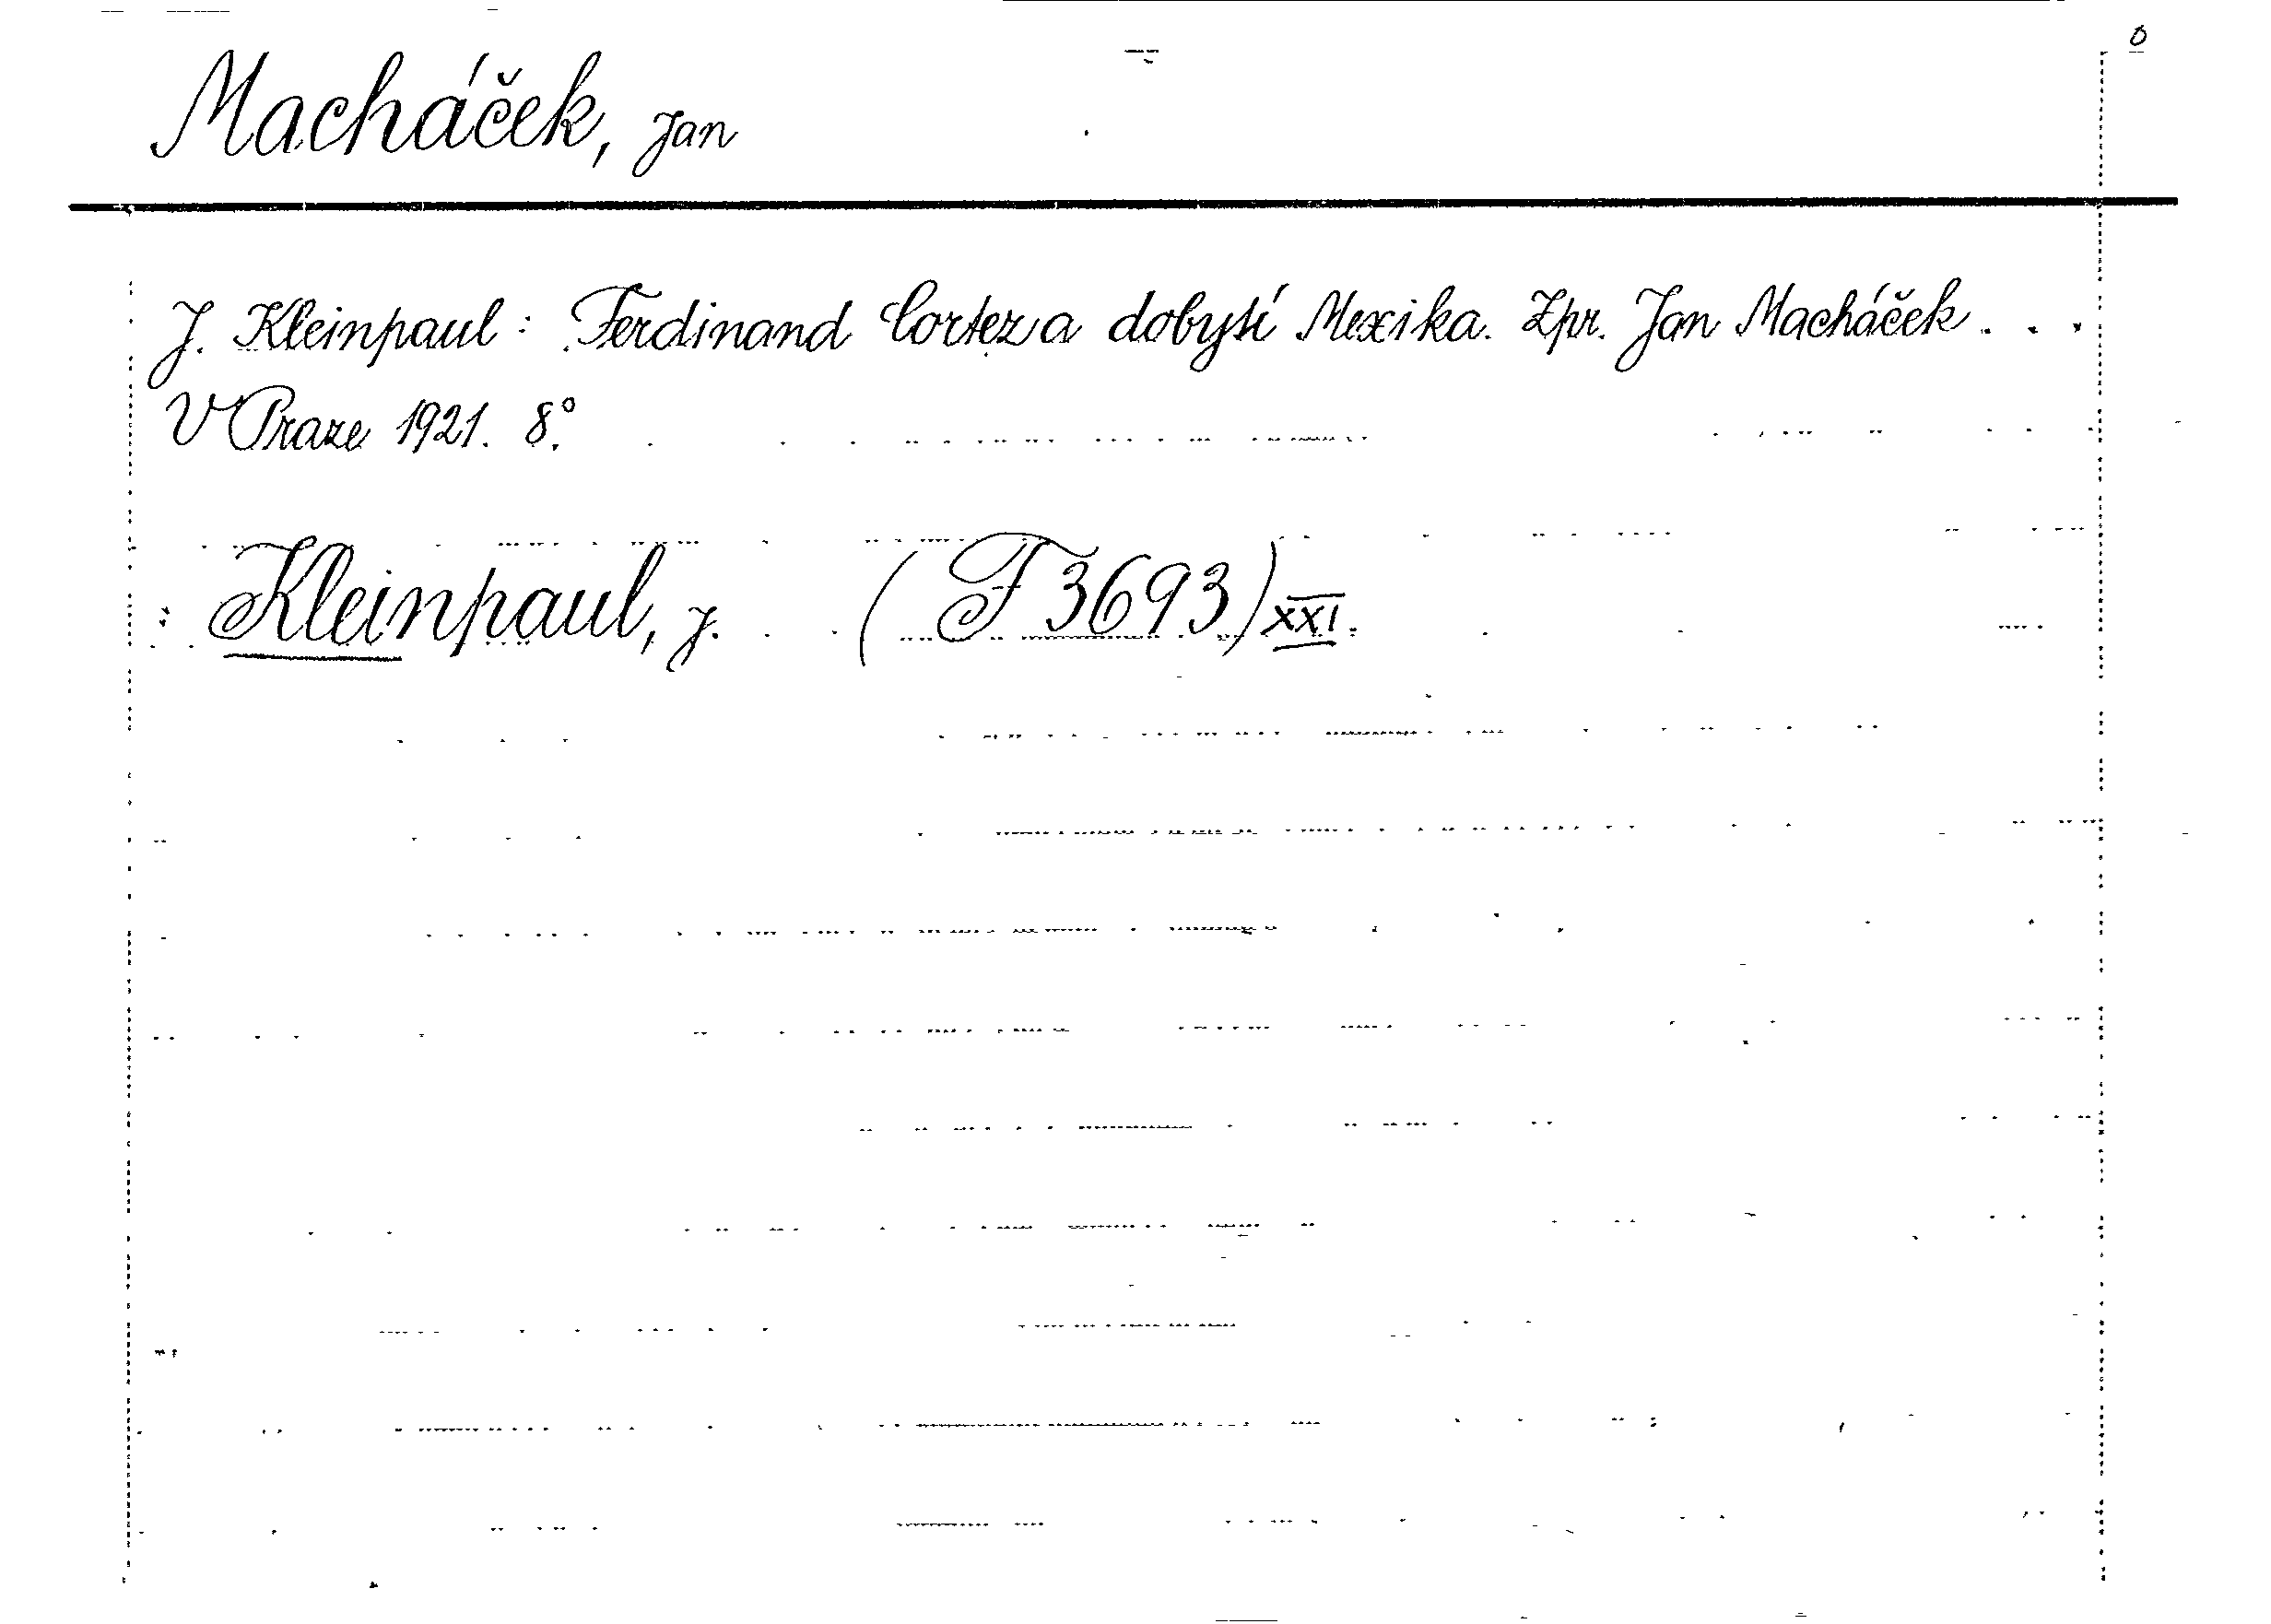 o
Macháček, Jan
J. Kleinpaul: Ferdinand Cortez a dobytí Mexika. Zpr. Jan Macháček . . .
V Praze 1921. 8°.
: Kleinpaul, J. (F 3693) XXI.